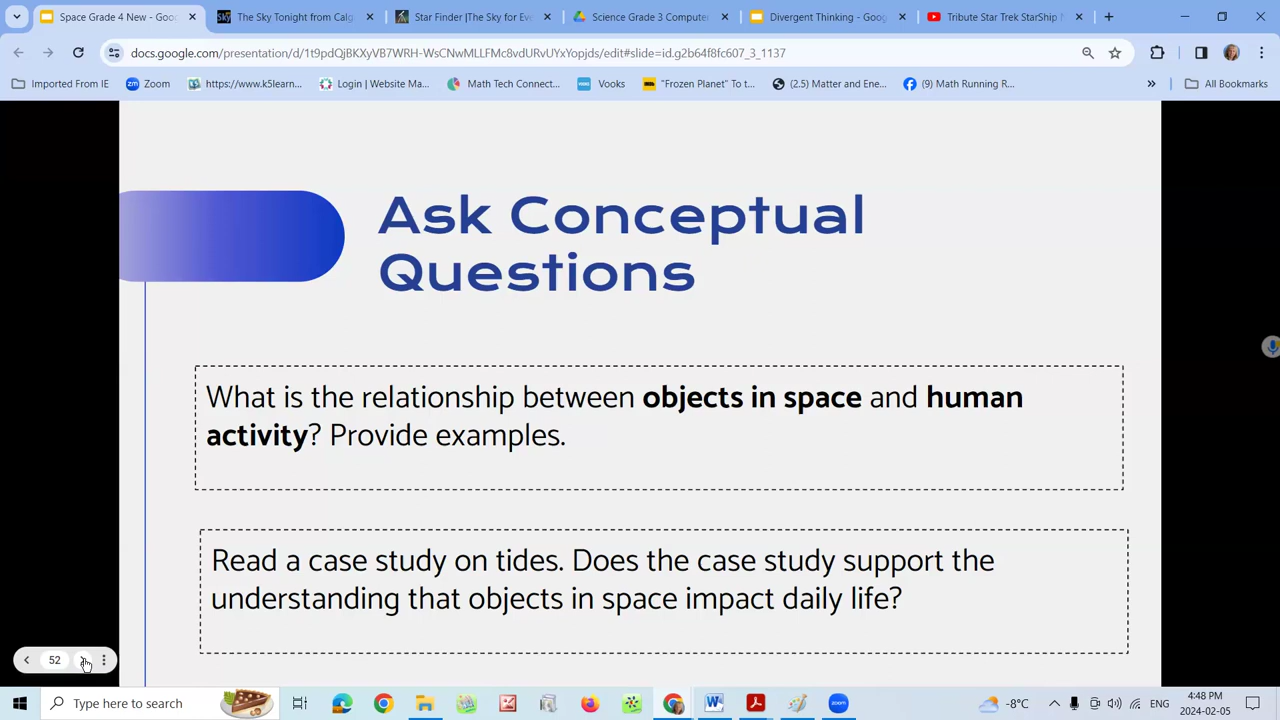 Space Grade 4 New - Goo
The Sky Tonight from Calg
Star Finder |The Sky for Ev
Science Grade 3 Compute
Divergent Thinking - Goog
Tribute Star Trek StarShip
docs.google.com/presentation/d/1t9pdQjBKXyVB7WRH-WsCNwMLLFMc8vdURvUYxYopjds/edit#slide=id.g2b64f8fc607_3_1137
Imported From IE
Zoom
https://www.k5learn...
Login | Website Ma...
Math Tech Connect...
Vooks
"Frozen Planet" To t...
(2.5) Matter and Ene...
(9) Math Running R...
All Bookmarks
Ask Conceptual
Questions
What is the relationship between objects in space and human
activity? Provide examples.
Read a case study on tides. Does the case study support the
understanding that objects in space impact daily life?
52
Type here to search
zoom
-8°C
ENG
4:48 PM
2024-02-05